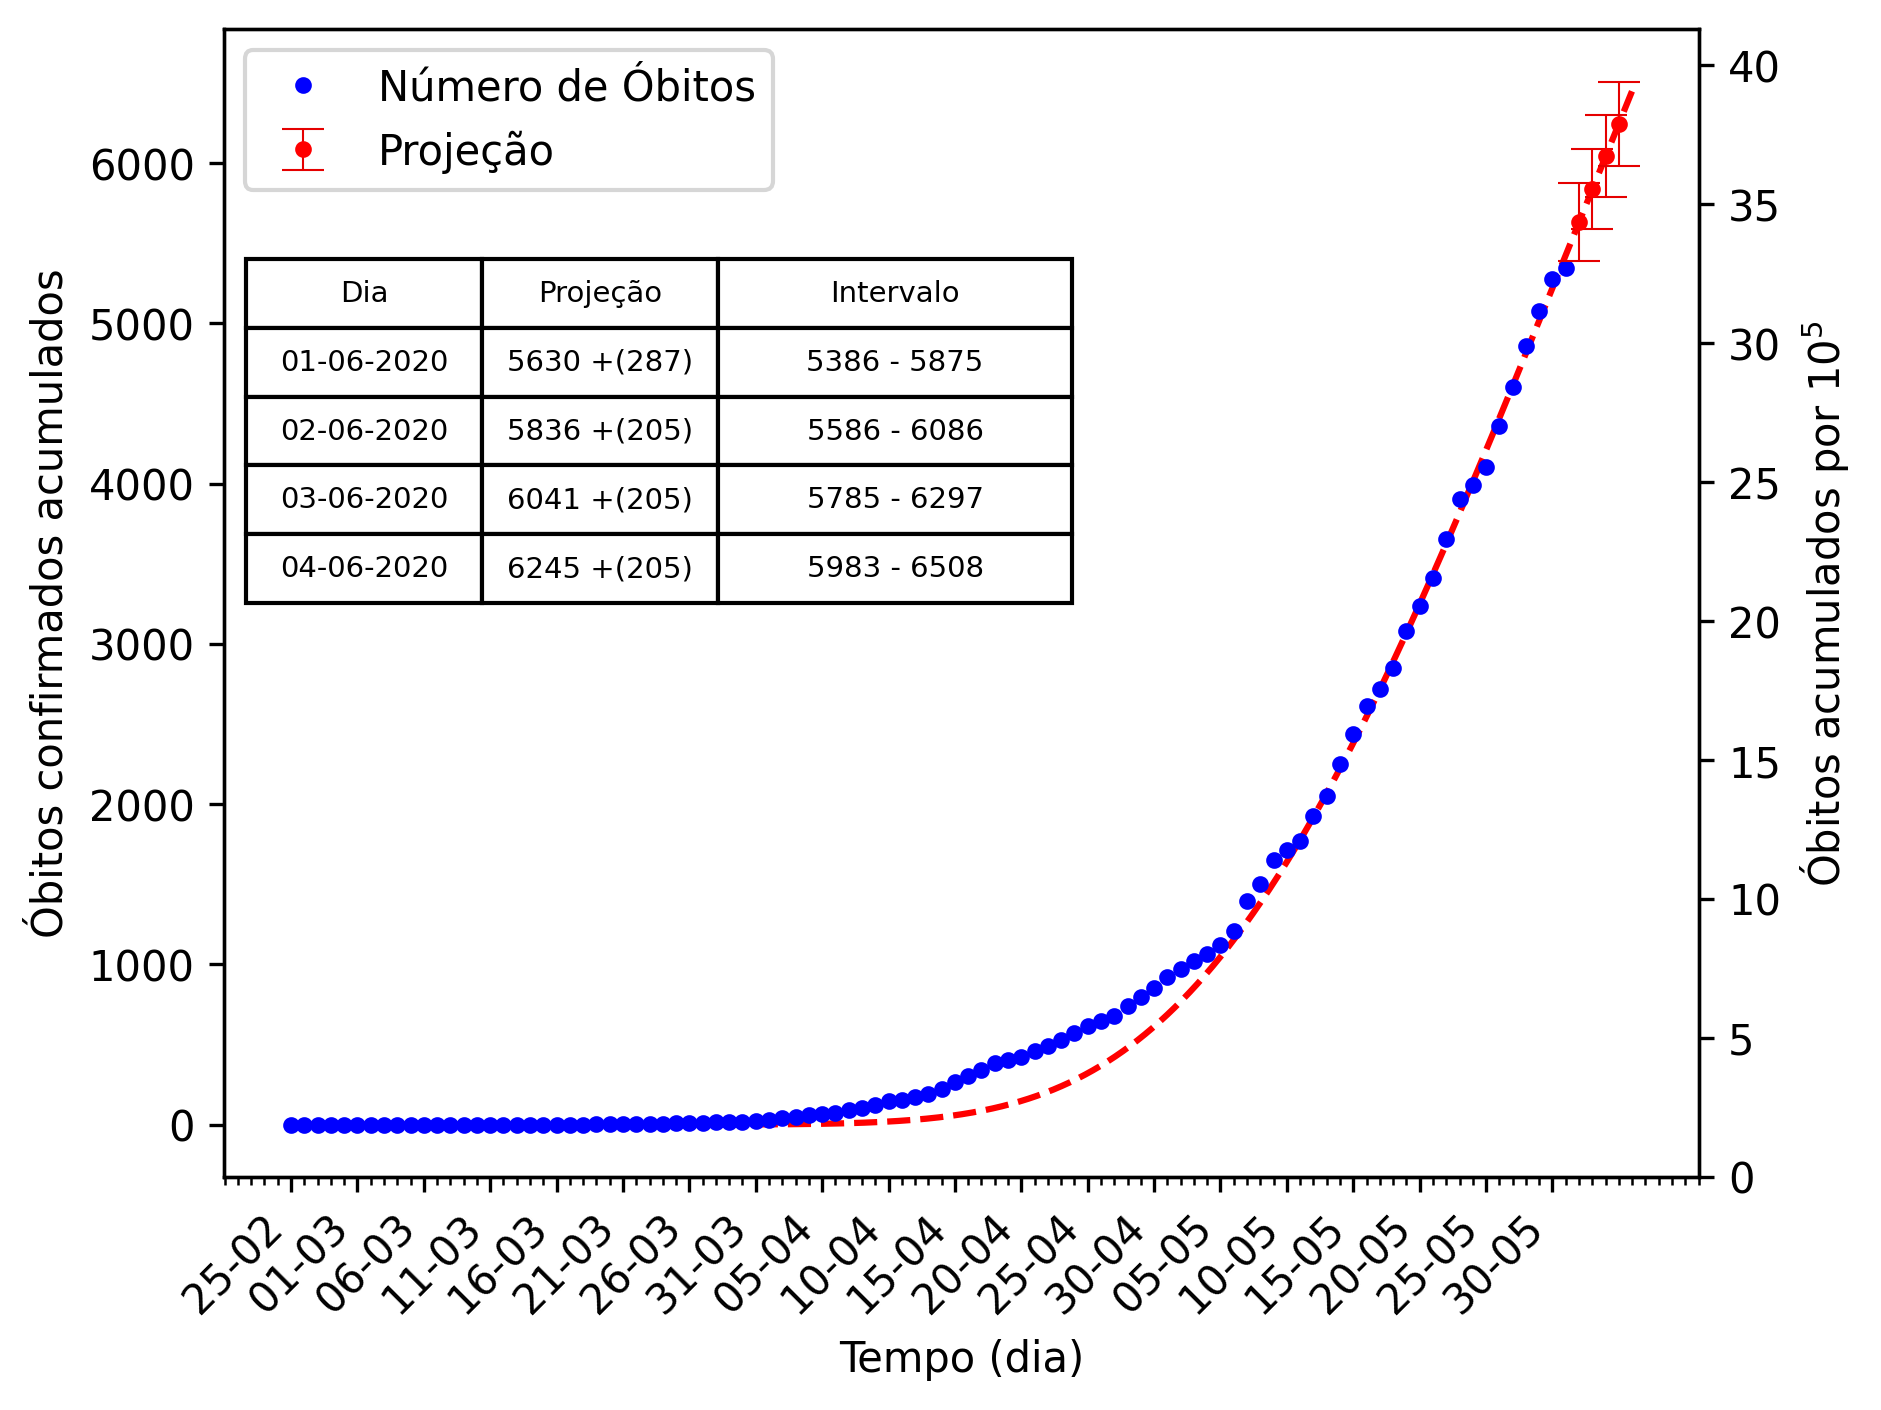 Número de Óbitos
Projeção
Dia Projeção Intervalo
01-06-2020 5630 +(287) 5386 - 5875
02-06-2020 5836 +(205) 5586 - 6086
03-06-2020 6041 +(205) 5785 - 6297
04-06-2020 6245 +(205) 5983 - 6508
Óbitos confirmados acumulados
6000
5000
4000
3000
2000
1000
0
Óbitos acumulados por 10⁵
40
35
30
25
20
15
10
5
0
25-02 01-03 06-03 11-03 16-03 21-03 26-03 31-03 05-04 10-04 15-04 20-04 25-04 30-04 05-05 10-05 15-05 20-05 25-05 30-05
Tempo (dia)